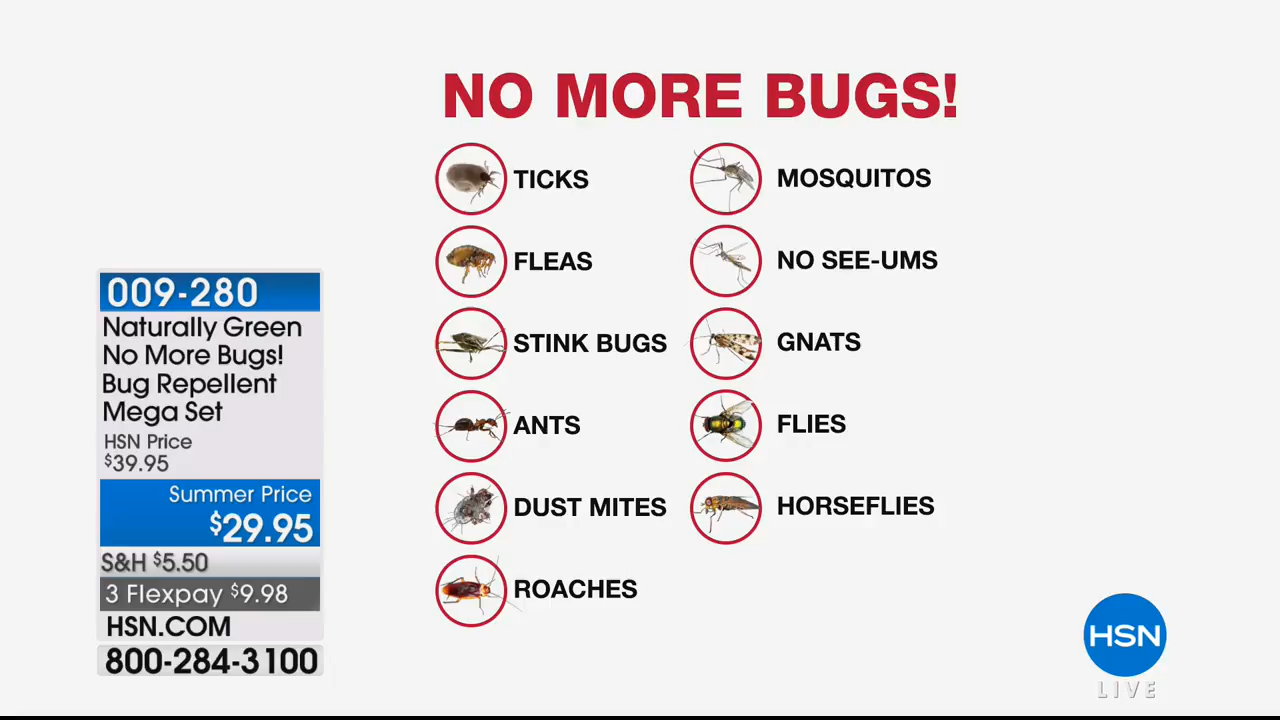 NO MORE BUGS!
TICKS
MOSQUITOS
FLEAS
NO SEE-UMS
STINK BUGS
GNATS
ANTS
FLIES
DUST MITES
HORSEFLIES
ROACHES
009-280
Naturally Green
No More Bugs!
Bug Repellent
Mega Set
HSN Price
$39.95
Summer Price
$29.95
S&H $5.50
3 Flexpay $9.98
HSN.COM
800-284-3100
HSN
LIVE